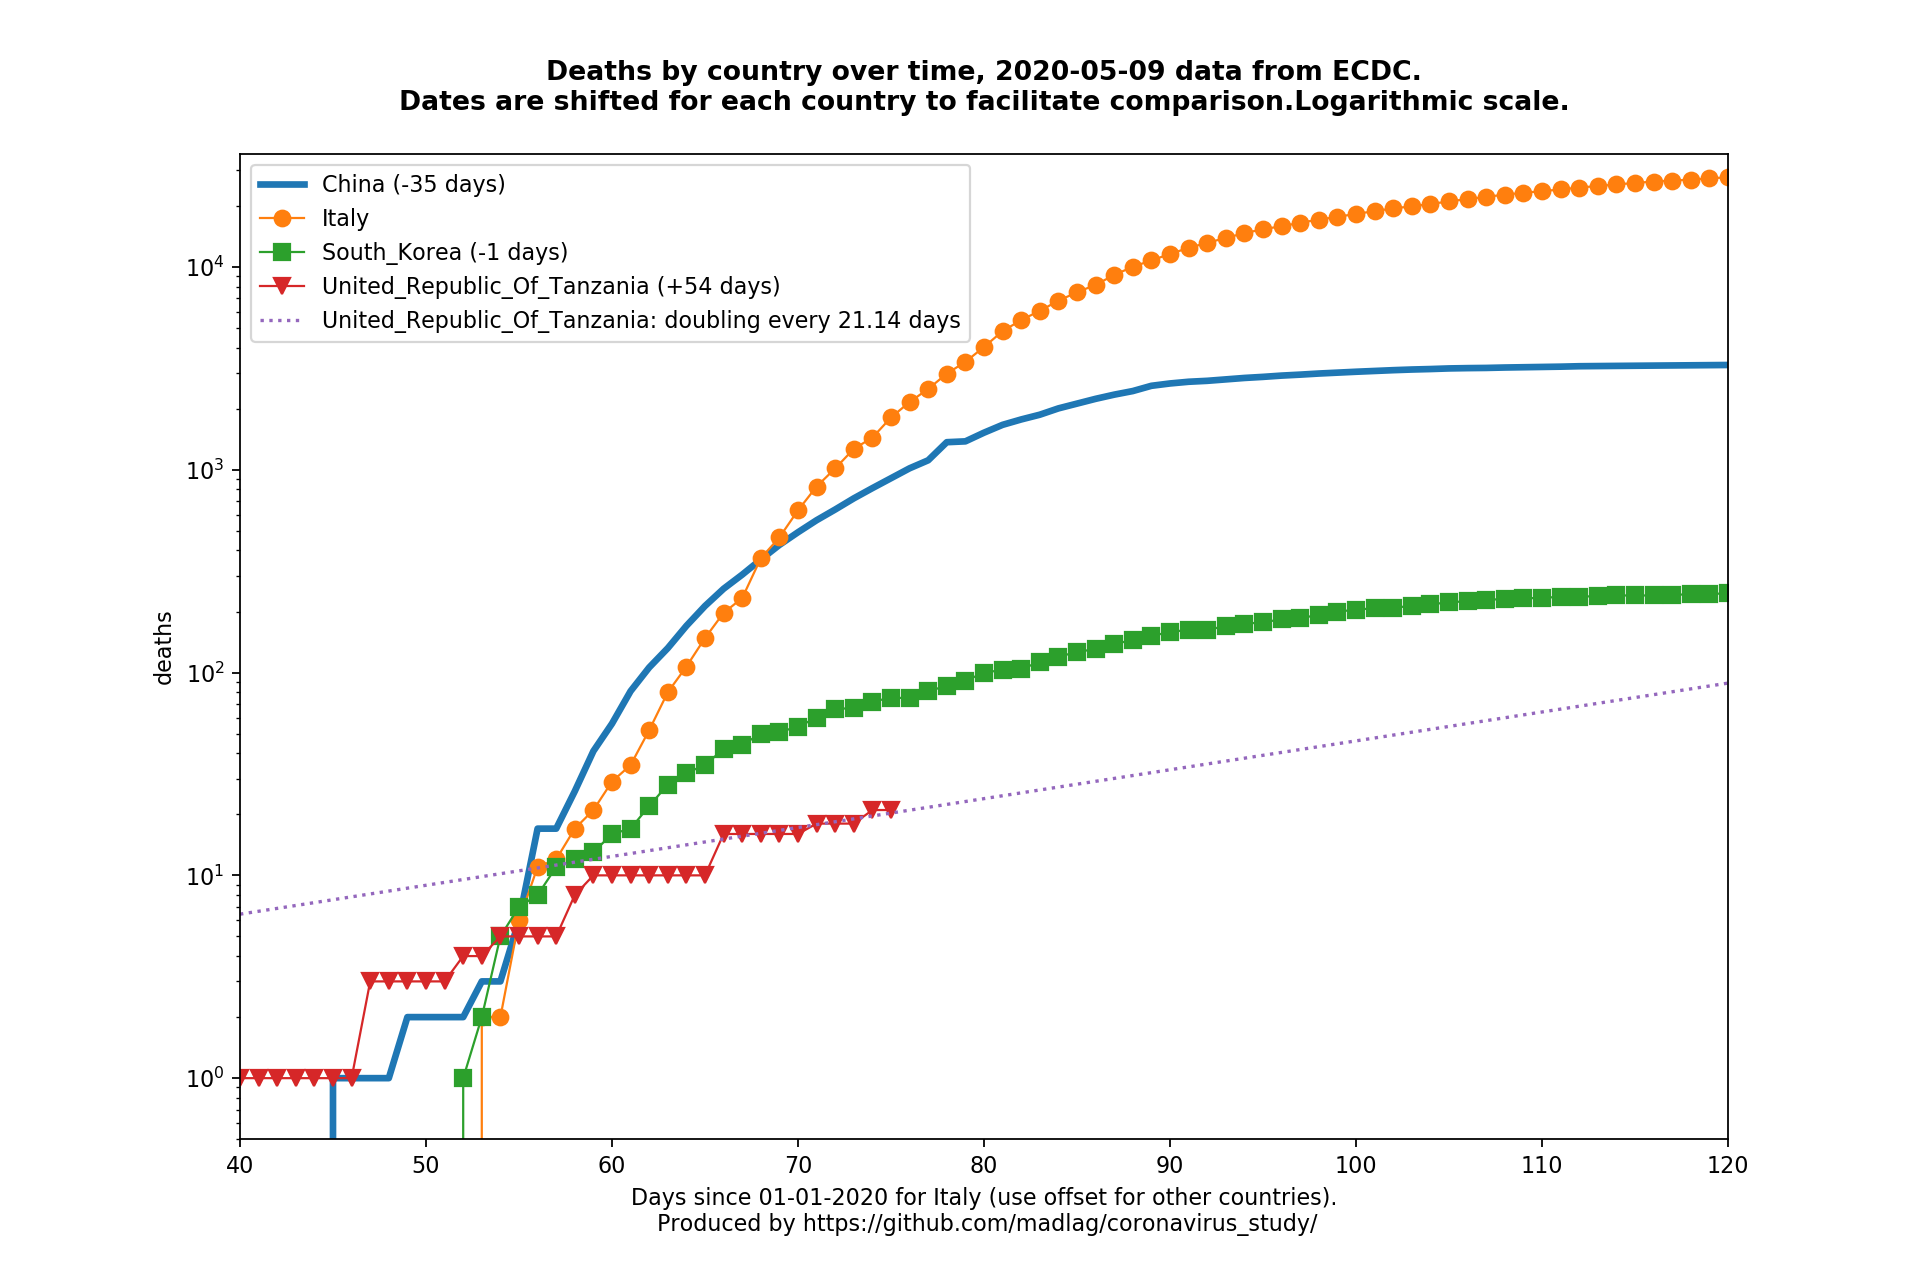 Deaths by country over time, 2020-05-09 data from ECDC.
Dates are shifted for each country to facilitate comparison.Logarithmic scale.
China (-35 days)
Italy
South_Korea (-1 days)
United_Republic_Of_Tanzania (+54 days)
United_Republic_Of_Tanzania: doubling every 21.14 days
deaths
10⁴
10³
10²
10¹
10⁰
40 50 60 70 80 90 100 110 120
Days since 01-01-2020 for Italy (use offset for other countries).
Produced by https://github.com/madlag/coronavirus_study/